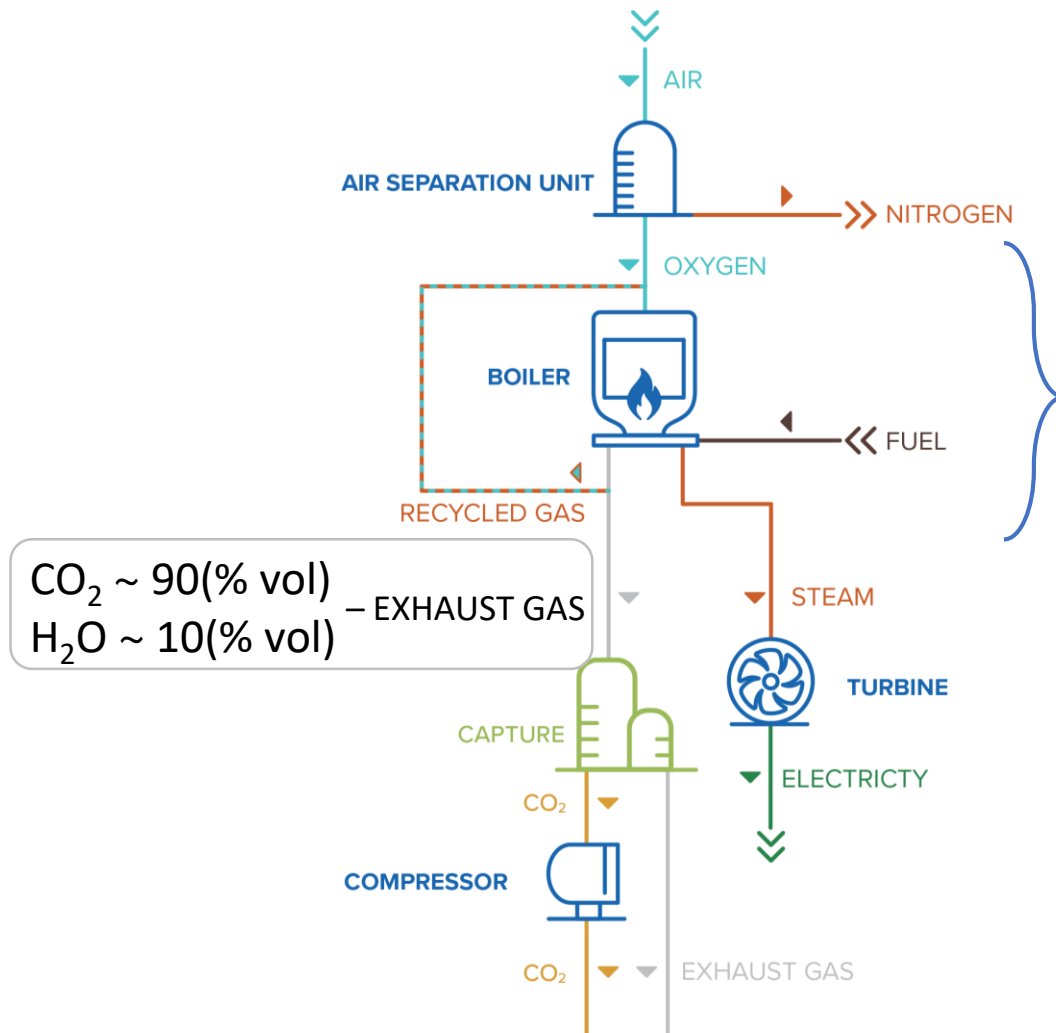 AIR
AIR SEPARATION UNIT
NITROGEN
OXYGEN
BOILER
FUEL
RECYCLED GAS
CO₂ ~ 90(% vol)
H₂O ~ 10(% vol)
– EXHAUST GAS
STEAM
TURBINE
CAPTURE
ELECTRICTY
CO₂
COMPRESSOR
CO₂
EXHAUST GAS